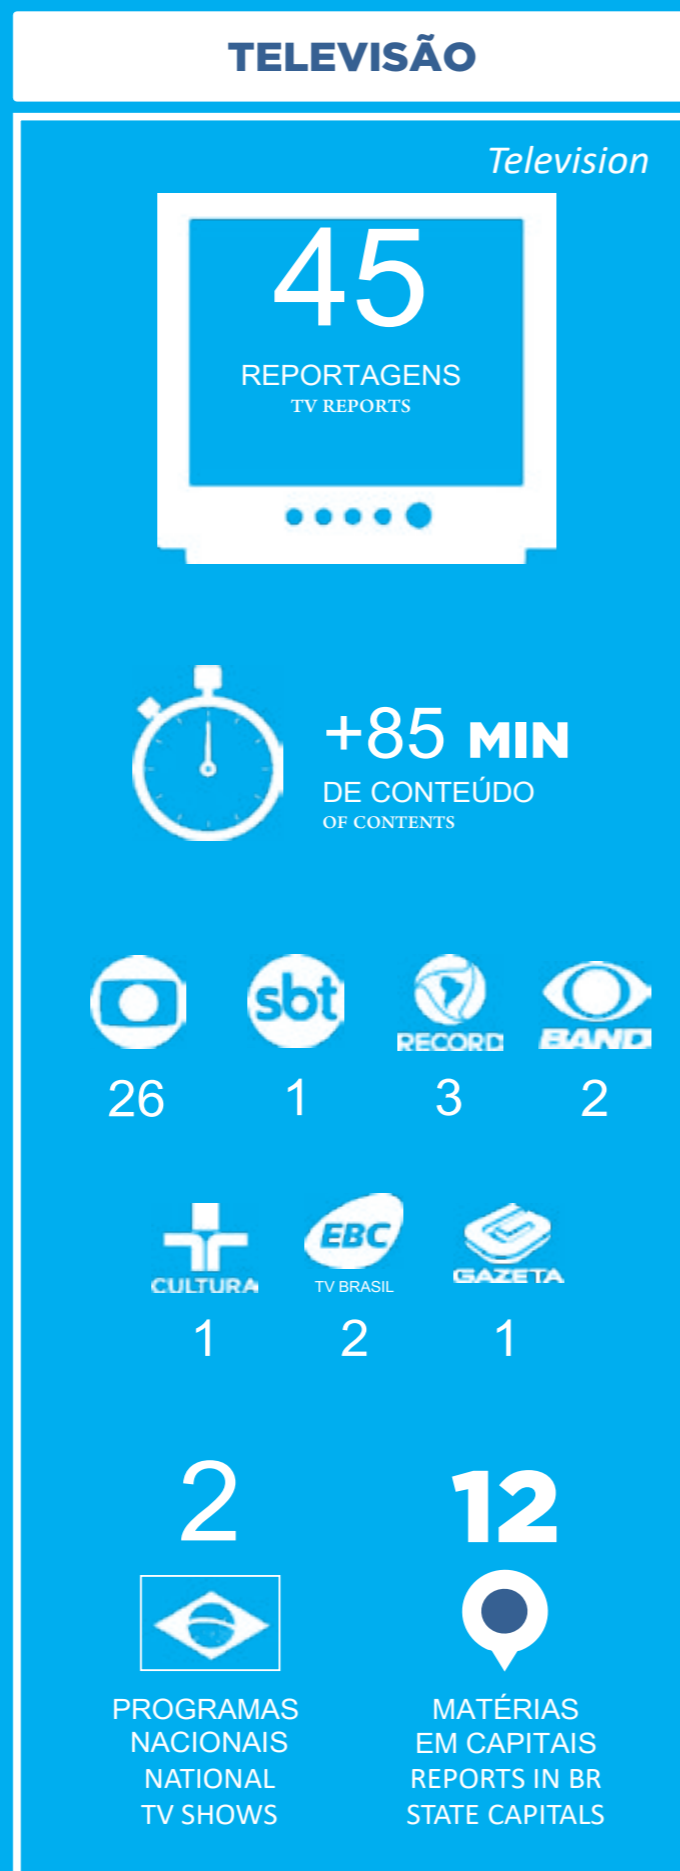 TELEVISÃO
Television
45
REPORTAGENS
TV REPORTS
+85 MIN
DE CONTEÚDO
OF CONTENTS
sbt
RECORD
BAND
26 1 3 2
CULTURA
EBC
TV BRASIL
GAZETA
1 2 1
2
PROGRAMAS
NACIONAIS
NATIONAL
TV SHOWS
12
MATÉRIAS
EM CAPITAIS
REPORTS IN BR
STATE CAPITALS